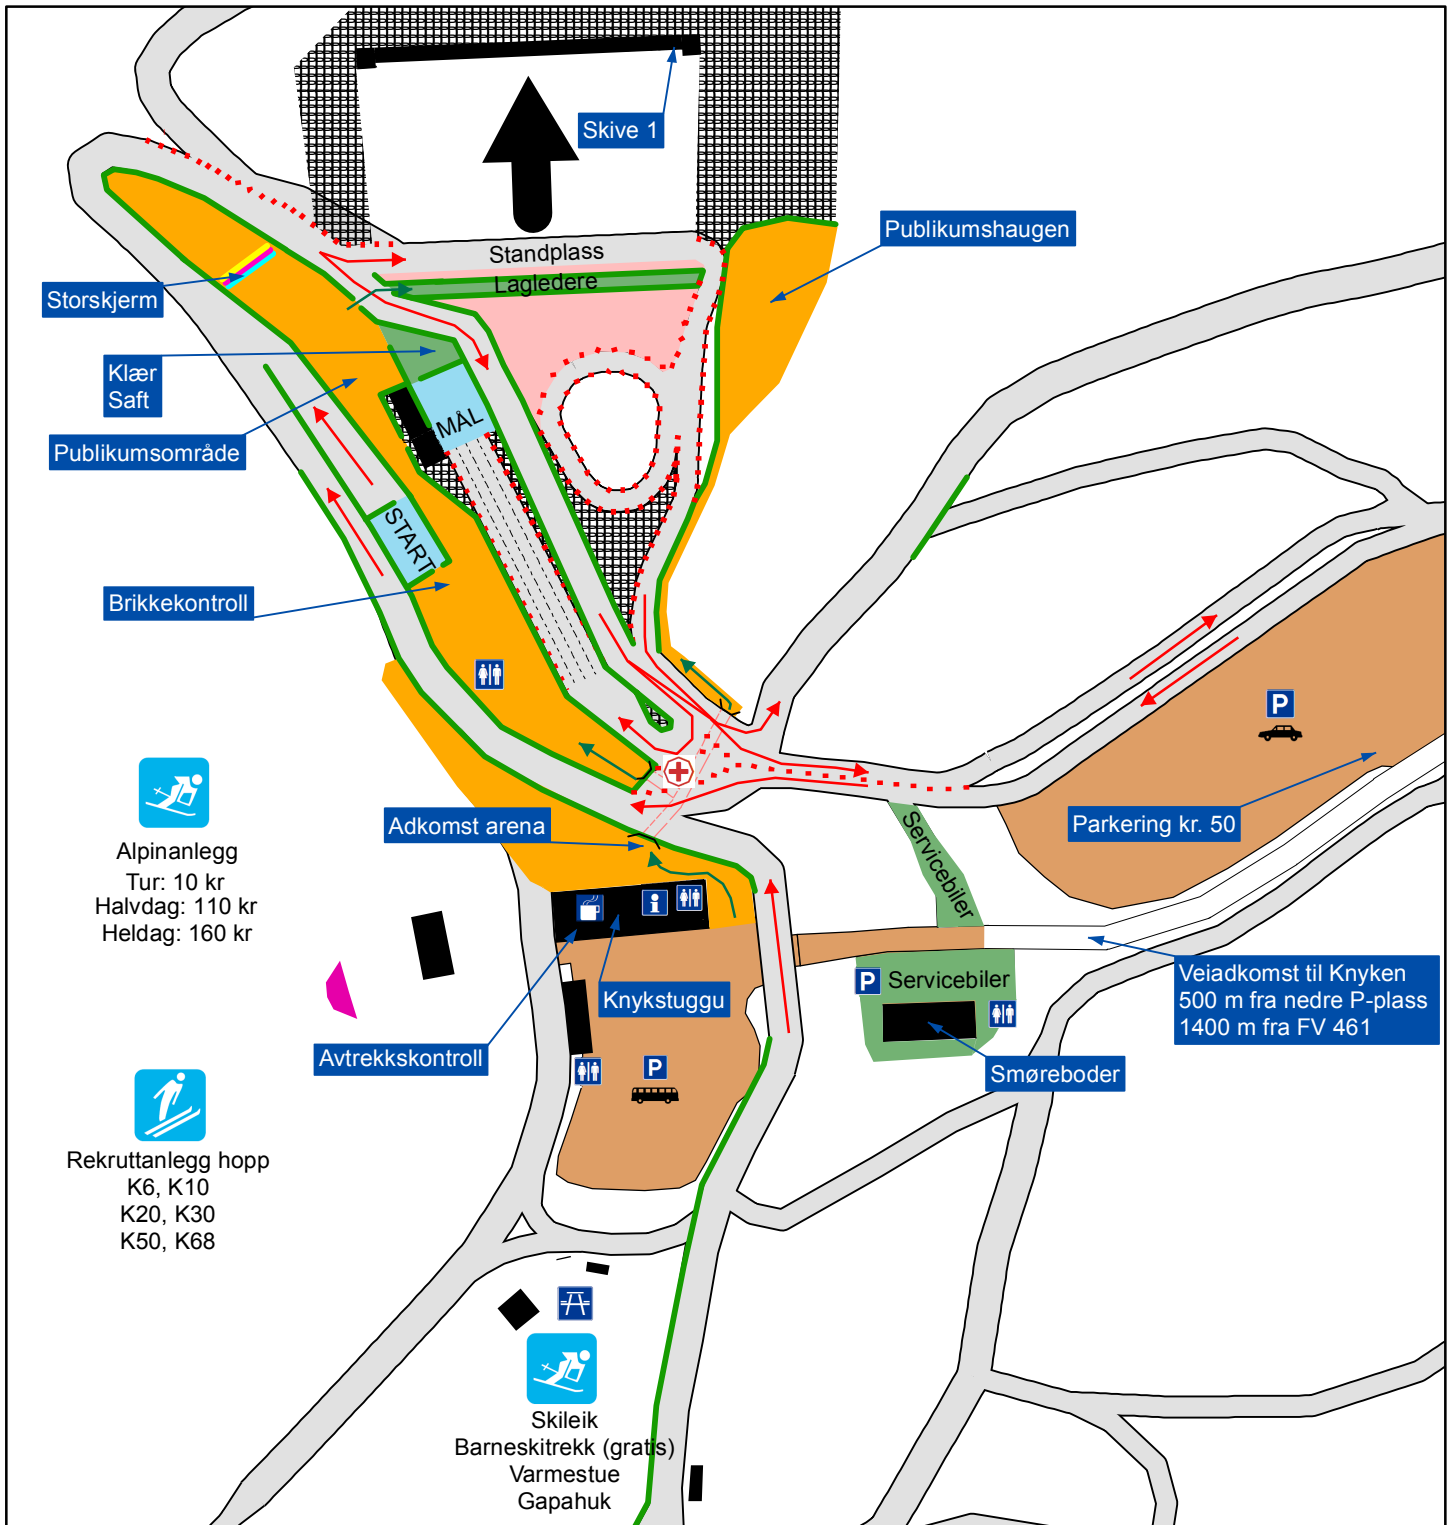 Skive 1
Publikumshaugen
Standplass
Lagledere
Storskjerm
Klær
Saft
MÅL
Publikumsområde
START
Brikkekontroll
P
Alpinanlegg
Tur: 10 kr
Halvdag: 110 kr
Heldag: 160 kr
Adkomst arena
Parkering kr. 50
Servicebiler
P
Servicebiler
Veiadkomst til Knyken
500 m fra nedre P-plass
1400 m fra FV 461
Knykstuggu
Avtrekkskontroll
P
Smøreboder
Rekruttanlegg hopp
K6, K10
K20, K30
K50, K68
Skileik
Barneskitrekk (gratis)
Varmestue
Gapahuk